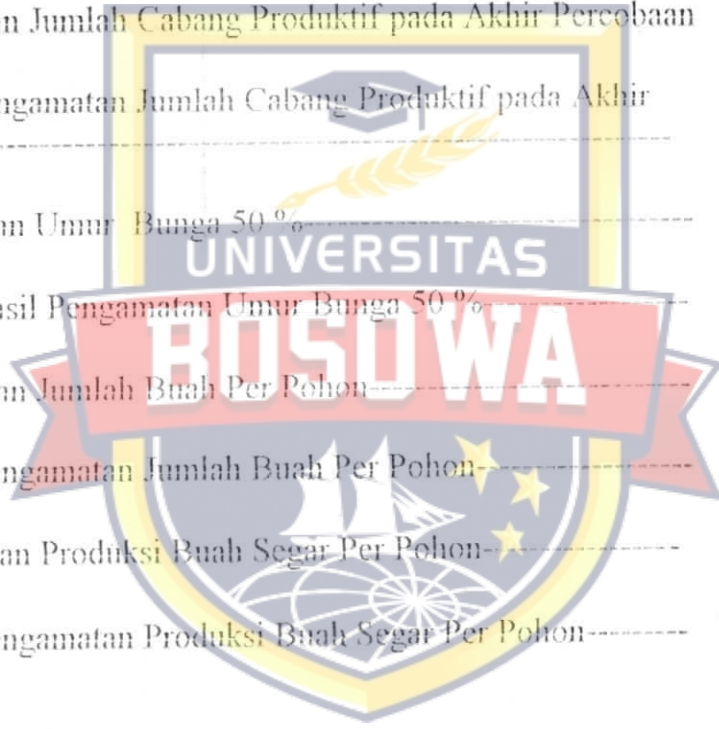 an Jumlah Cabang Produktif pada Akhir Percobaan
ngamatan Jumlah Cabang Produktif pada Akhir
-----------------------------------------------
an Umur Bunga 50 %-----------------------------
UNIVERSITAS
asil Pengamatan Umur Bunga 50 %----------------
BOSOWA
an Jumlah Buah Per Pohon-----------------------
ngamatan Jumlah Buah Per Pohon-----------------
an Produksi Buah Segar Per Pohon---------------
ngamatan Produksi Buah Segar Per Pohon---------